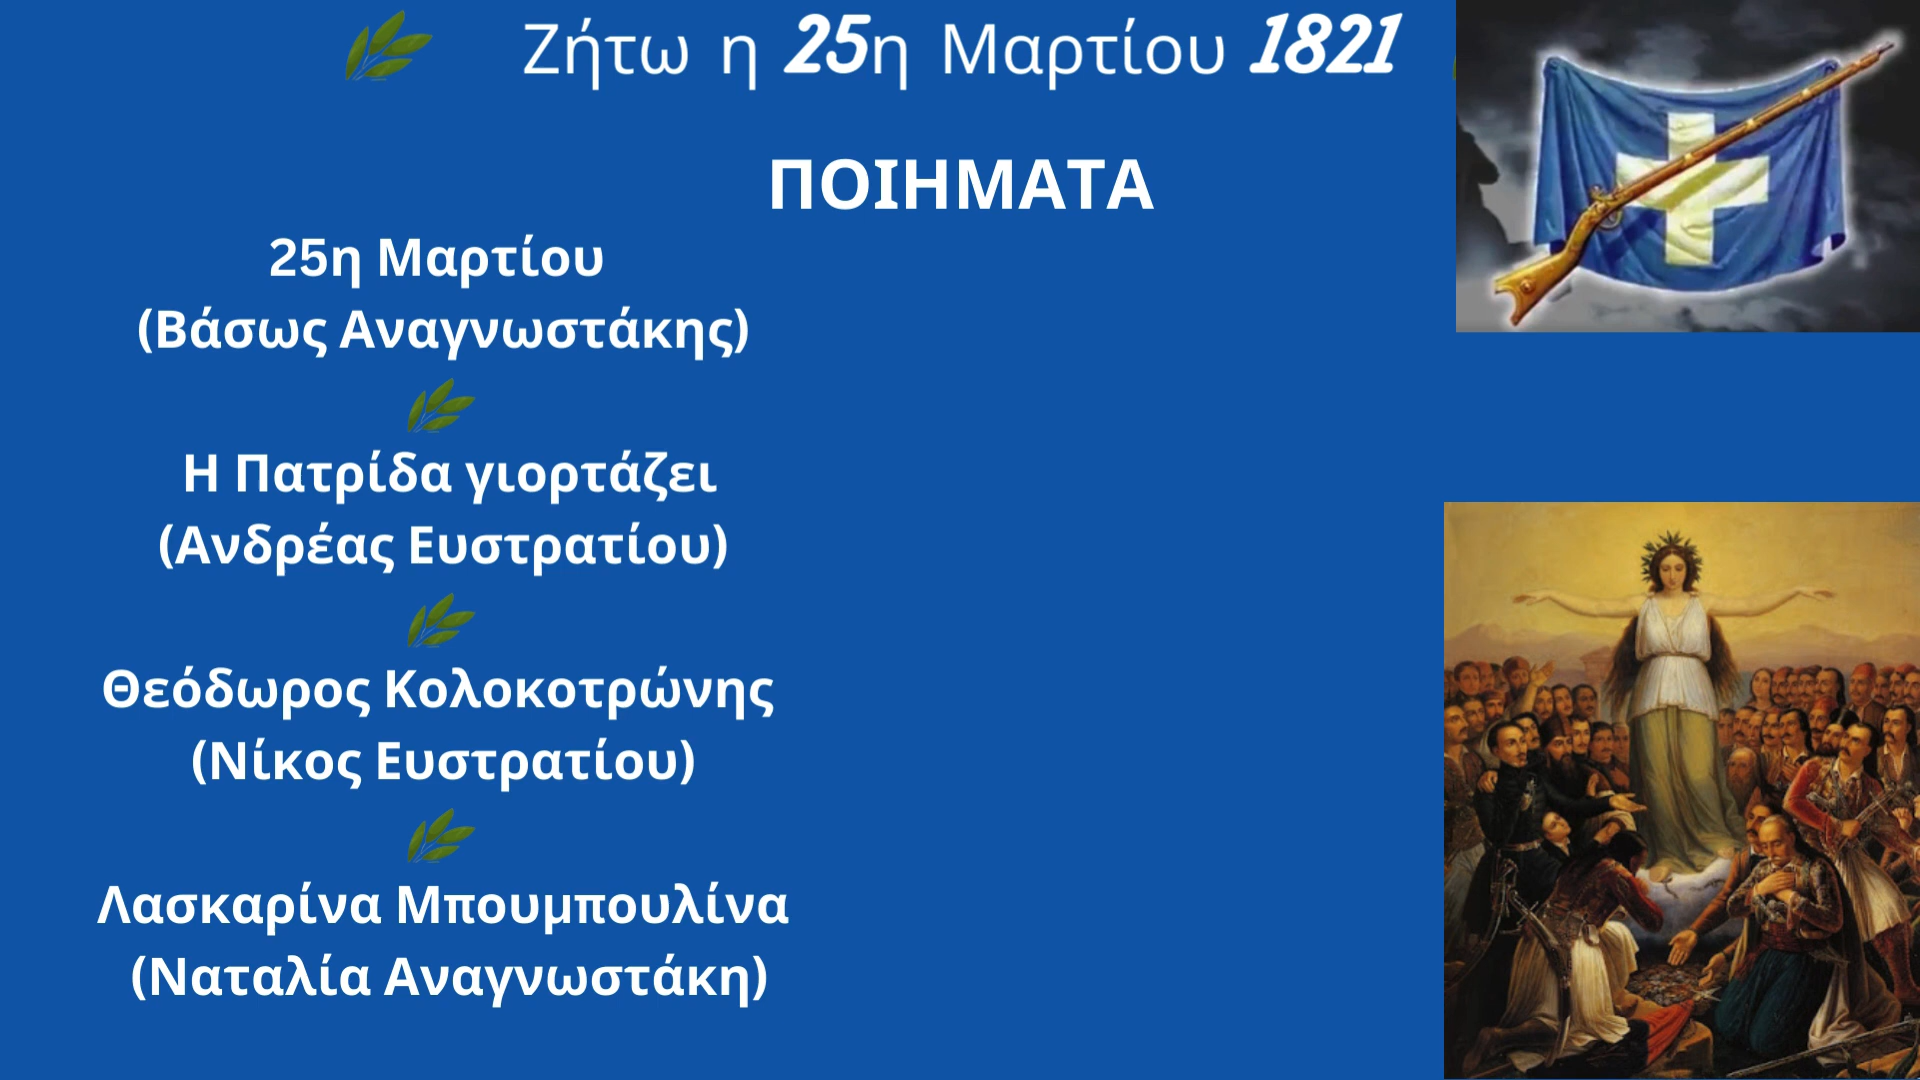 Ζήτω η 25η Μαρτίου 1821
ΠΟΙΗΜΑΤΑ
25η Μαρτίου
(Βάσως Αναγνωστάκης)
Η Πατρίδα γιορτάζει
(Ανδρέας Ευστρατίου)
Θεόδωρος Κολοκοτρώνης
(Νίκος Ευστρατίου)
Λασκαρίνα Μπουμπουλίνα
(Ναταλία Αναγνωστάκη)